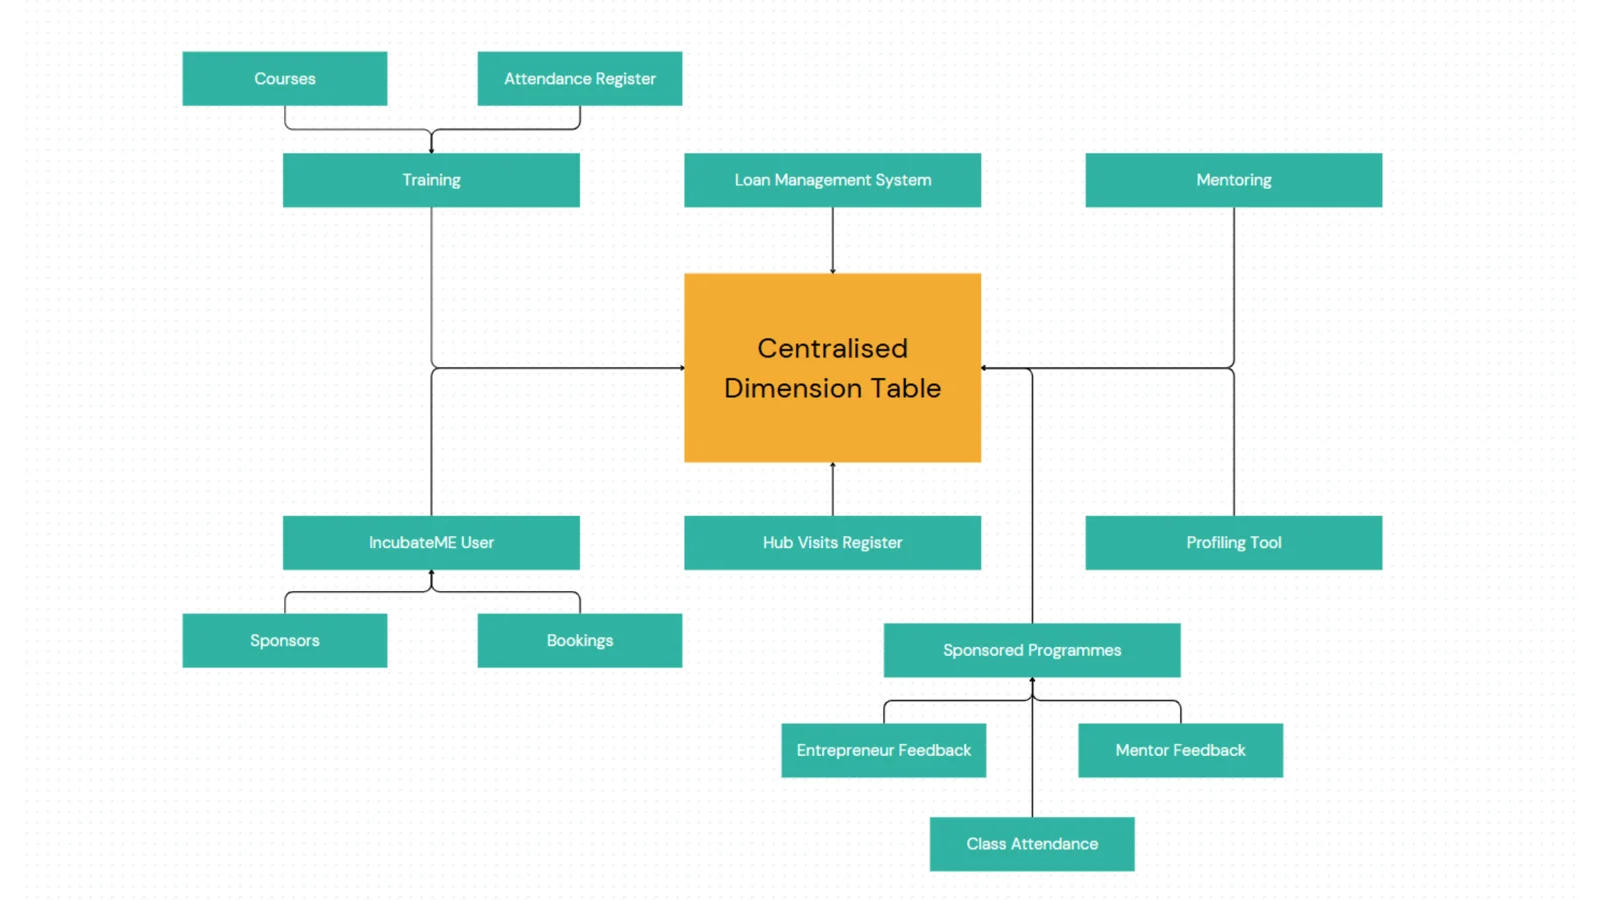 Courses
Attendance Register
Training
Loan Management System
Mentoring
Centralised
Dimension Table
IncubateME User
Hub Visits Register
Profiling Tool
Sponsors
Bookings
Sponsored Programmes
Entrepreneur Feedback
Mentor Feedback
Class Attendance